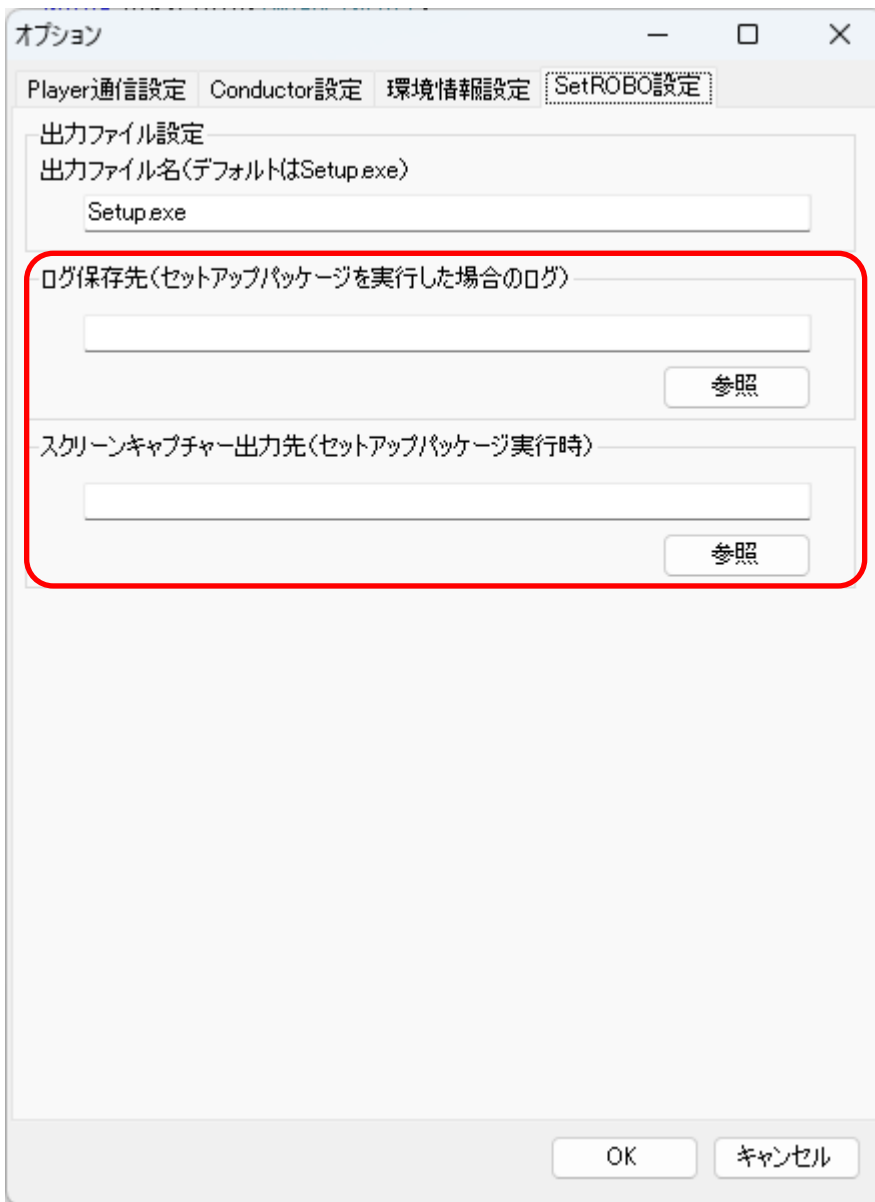 オプション
Player通信設定 Conductor設定 環境情報設定 SetROBO設定
出力ファイル設定
出力ファイル名(デフォルトはSetup.exe)
Setup.exe
ログ保存先(セットアップパッケージを実行した場合のログ)
参照
スクリーンキャプチャー出力先(セットアップパッケージ実行時)
参照
OK キャンセル